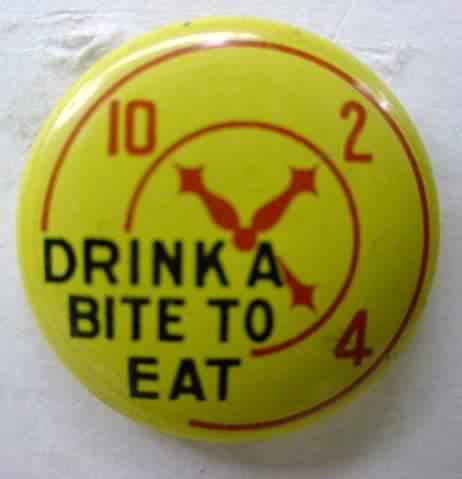 10 2
DRINK A
BITE TO
EAT
4